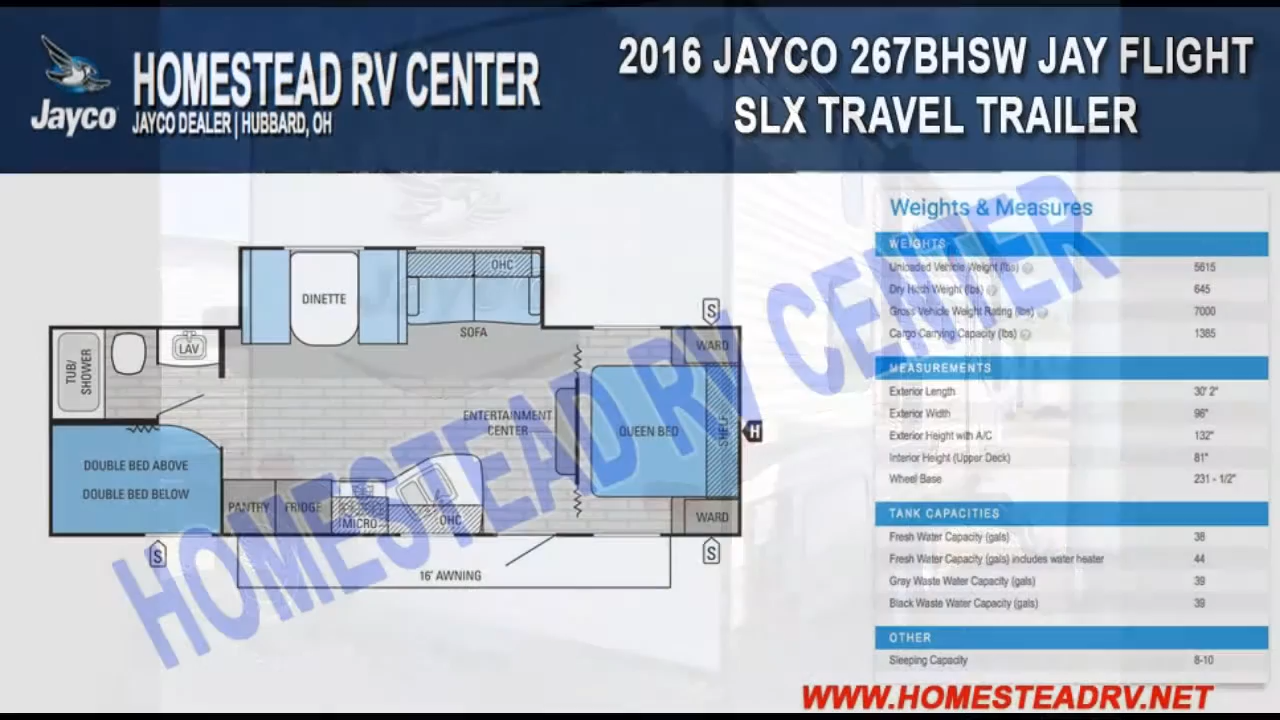 Jayco
HOMESTEAD RV CENTER
JAYCO DEALER | HUBBARD, OH
2016 JAYCO 267BHSW JAY FLIGHT
SLX TRAVEL TRAILER
OHC
DINETTE
SOFA
S
TUB/
SHOWER
LAV
WARD
ENTERTAINMENT
CENTER
QUEEN BED
SHELF
H
DOUBLE BED ABOVE
DOUBLE BED BELOW
PANTRY
FRIDGE
MICRO
OHC
WARD
S
S
16' AWNING
HOMESTEAD RV CENTER
Weights & Measures
WEIGHTS
Unloaded Vehicle Weight (lbs) 5615
Dry Hitch Weight (lbs) 645
Gross Vehicle Weight Rating (lbs) 7000
Cargo Carrying Capacity (lbs) 1385
MEASUREMENTS
Exterior Length 30' 2"
Exterior Width 96"
Exterior Height with A/C 132"
Interior Height (Upper Deck) 81"
Wheel Base 231 - 1/2"
TANK CAPACITIES
Fresh Water Capacity (gals) 38
Fresh Water Capacity (gals) includes water heater 44
Gray Waste Water Capacity (gals) 39
Black Waste Water Capacity (gals) 39
OTHER
Sleeping Capacity 8-10
WWW.HOMESTEADRV.NET